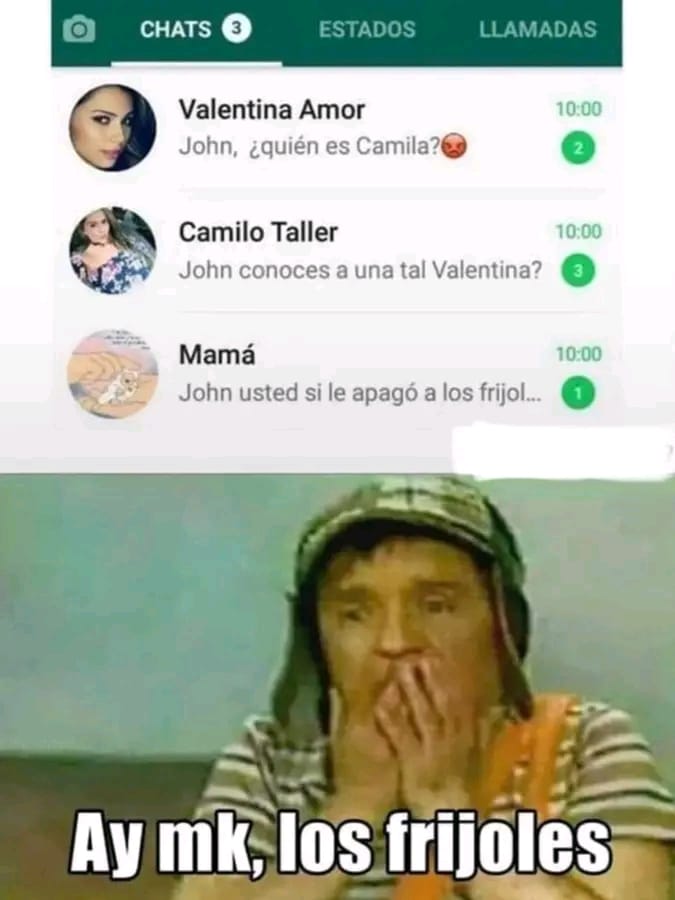 CHATS 3 ESTADOS LLAMADAS
Valentina Amor 10:00
John, ¿quién es Camila?😡 2
Camilo Taller 10:00
John conoces a una tal Valentina? 3
Mamá 10:00
John usted si le apagó a los frijol... 1
Ay mk, los frijoles